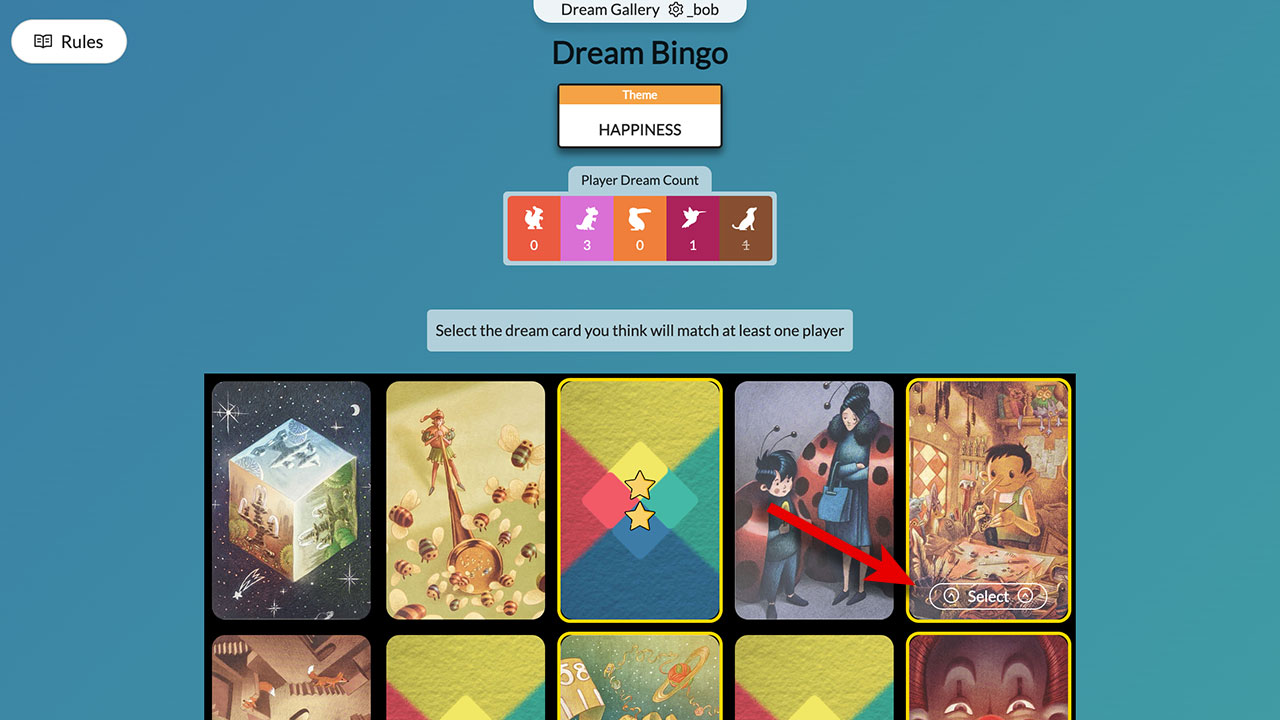 Dream Gallery _bob
Rules
Dream Bingo
Theme
HAPPINESS
Player Dream Count
0 3 0 1 1
Select the dream card you think will match at least one player
Select
58